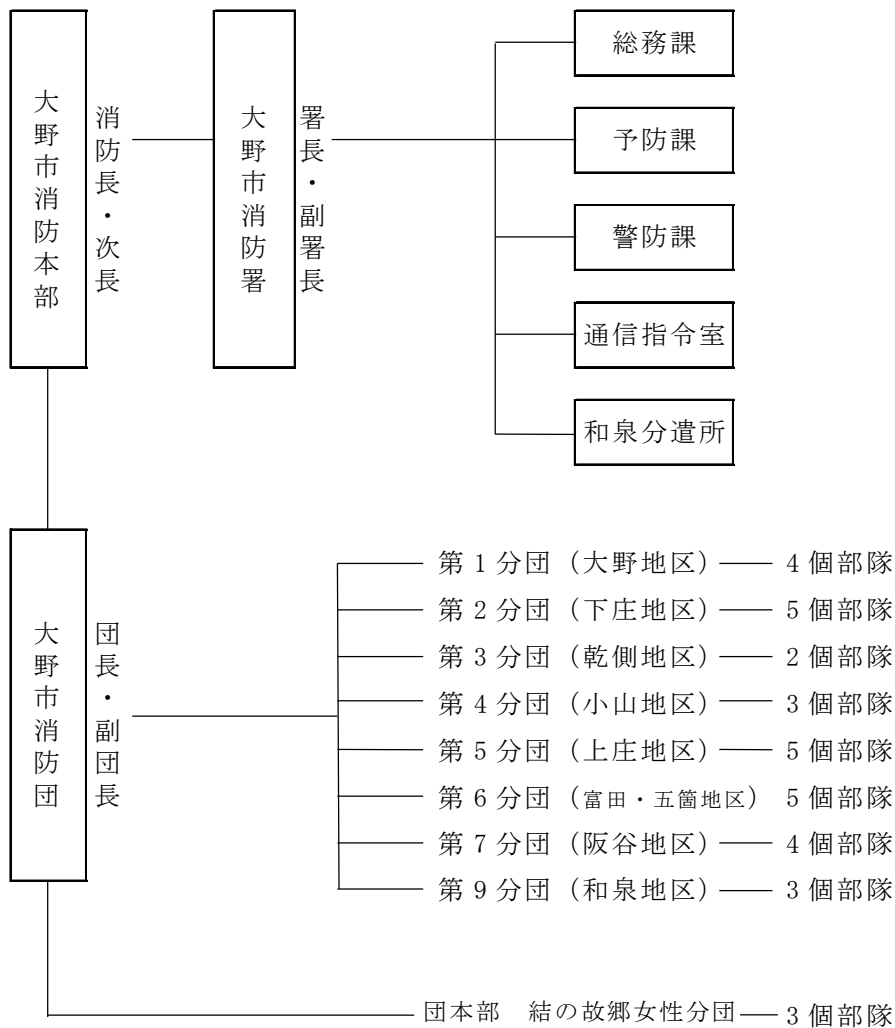 大野市消防本部
消防長・次長
大野市消防署
署長・副署長
総務課
予防課
警防課
通信指令室
和泉分遣所
大野市消防団
団長・副団長
第1分団（大野地区） 4個部隊
第2分団（下庄地区） 5個部隊
第3分団（乾側地区） 2個部隊
第4分団（小山地区） 3個部隊
第5分団（上庄地区） 5個部隊
第6分団（富田・五箇地区） 5個部隊
第7分団（阪谷地区） 4個部隊
第9分団（和泉地区） 3個部隊
団本部　結の故郷女性分団 3個部隊